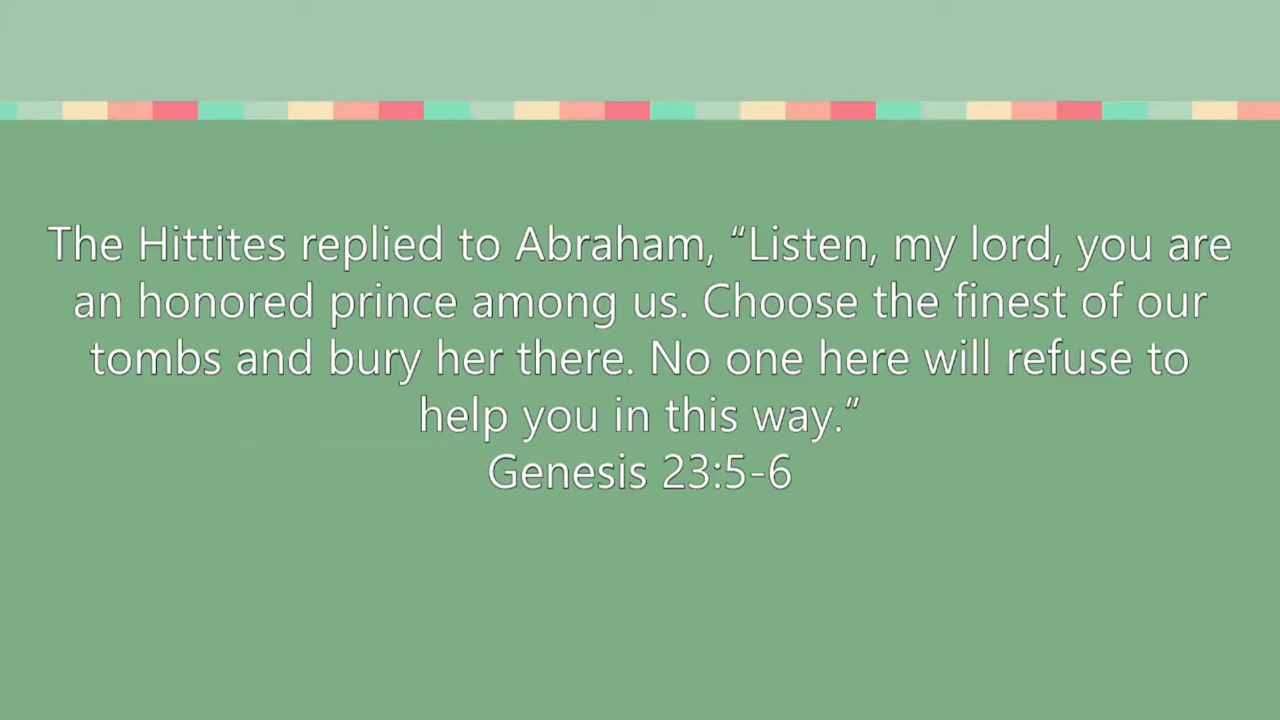 The Hittites replied to Abraham, “Listen, my lord, you are
an honored prince among us. Choose the finest of our
tombs and bury her there. No one here will refuse to
help you in this way.”
Genesis 23:5-6